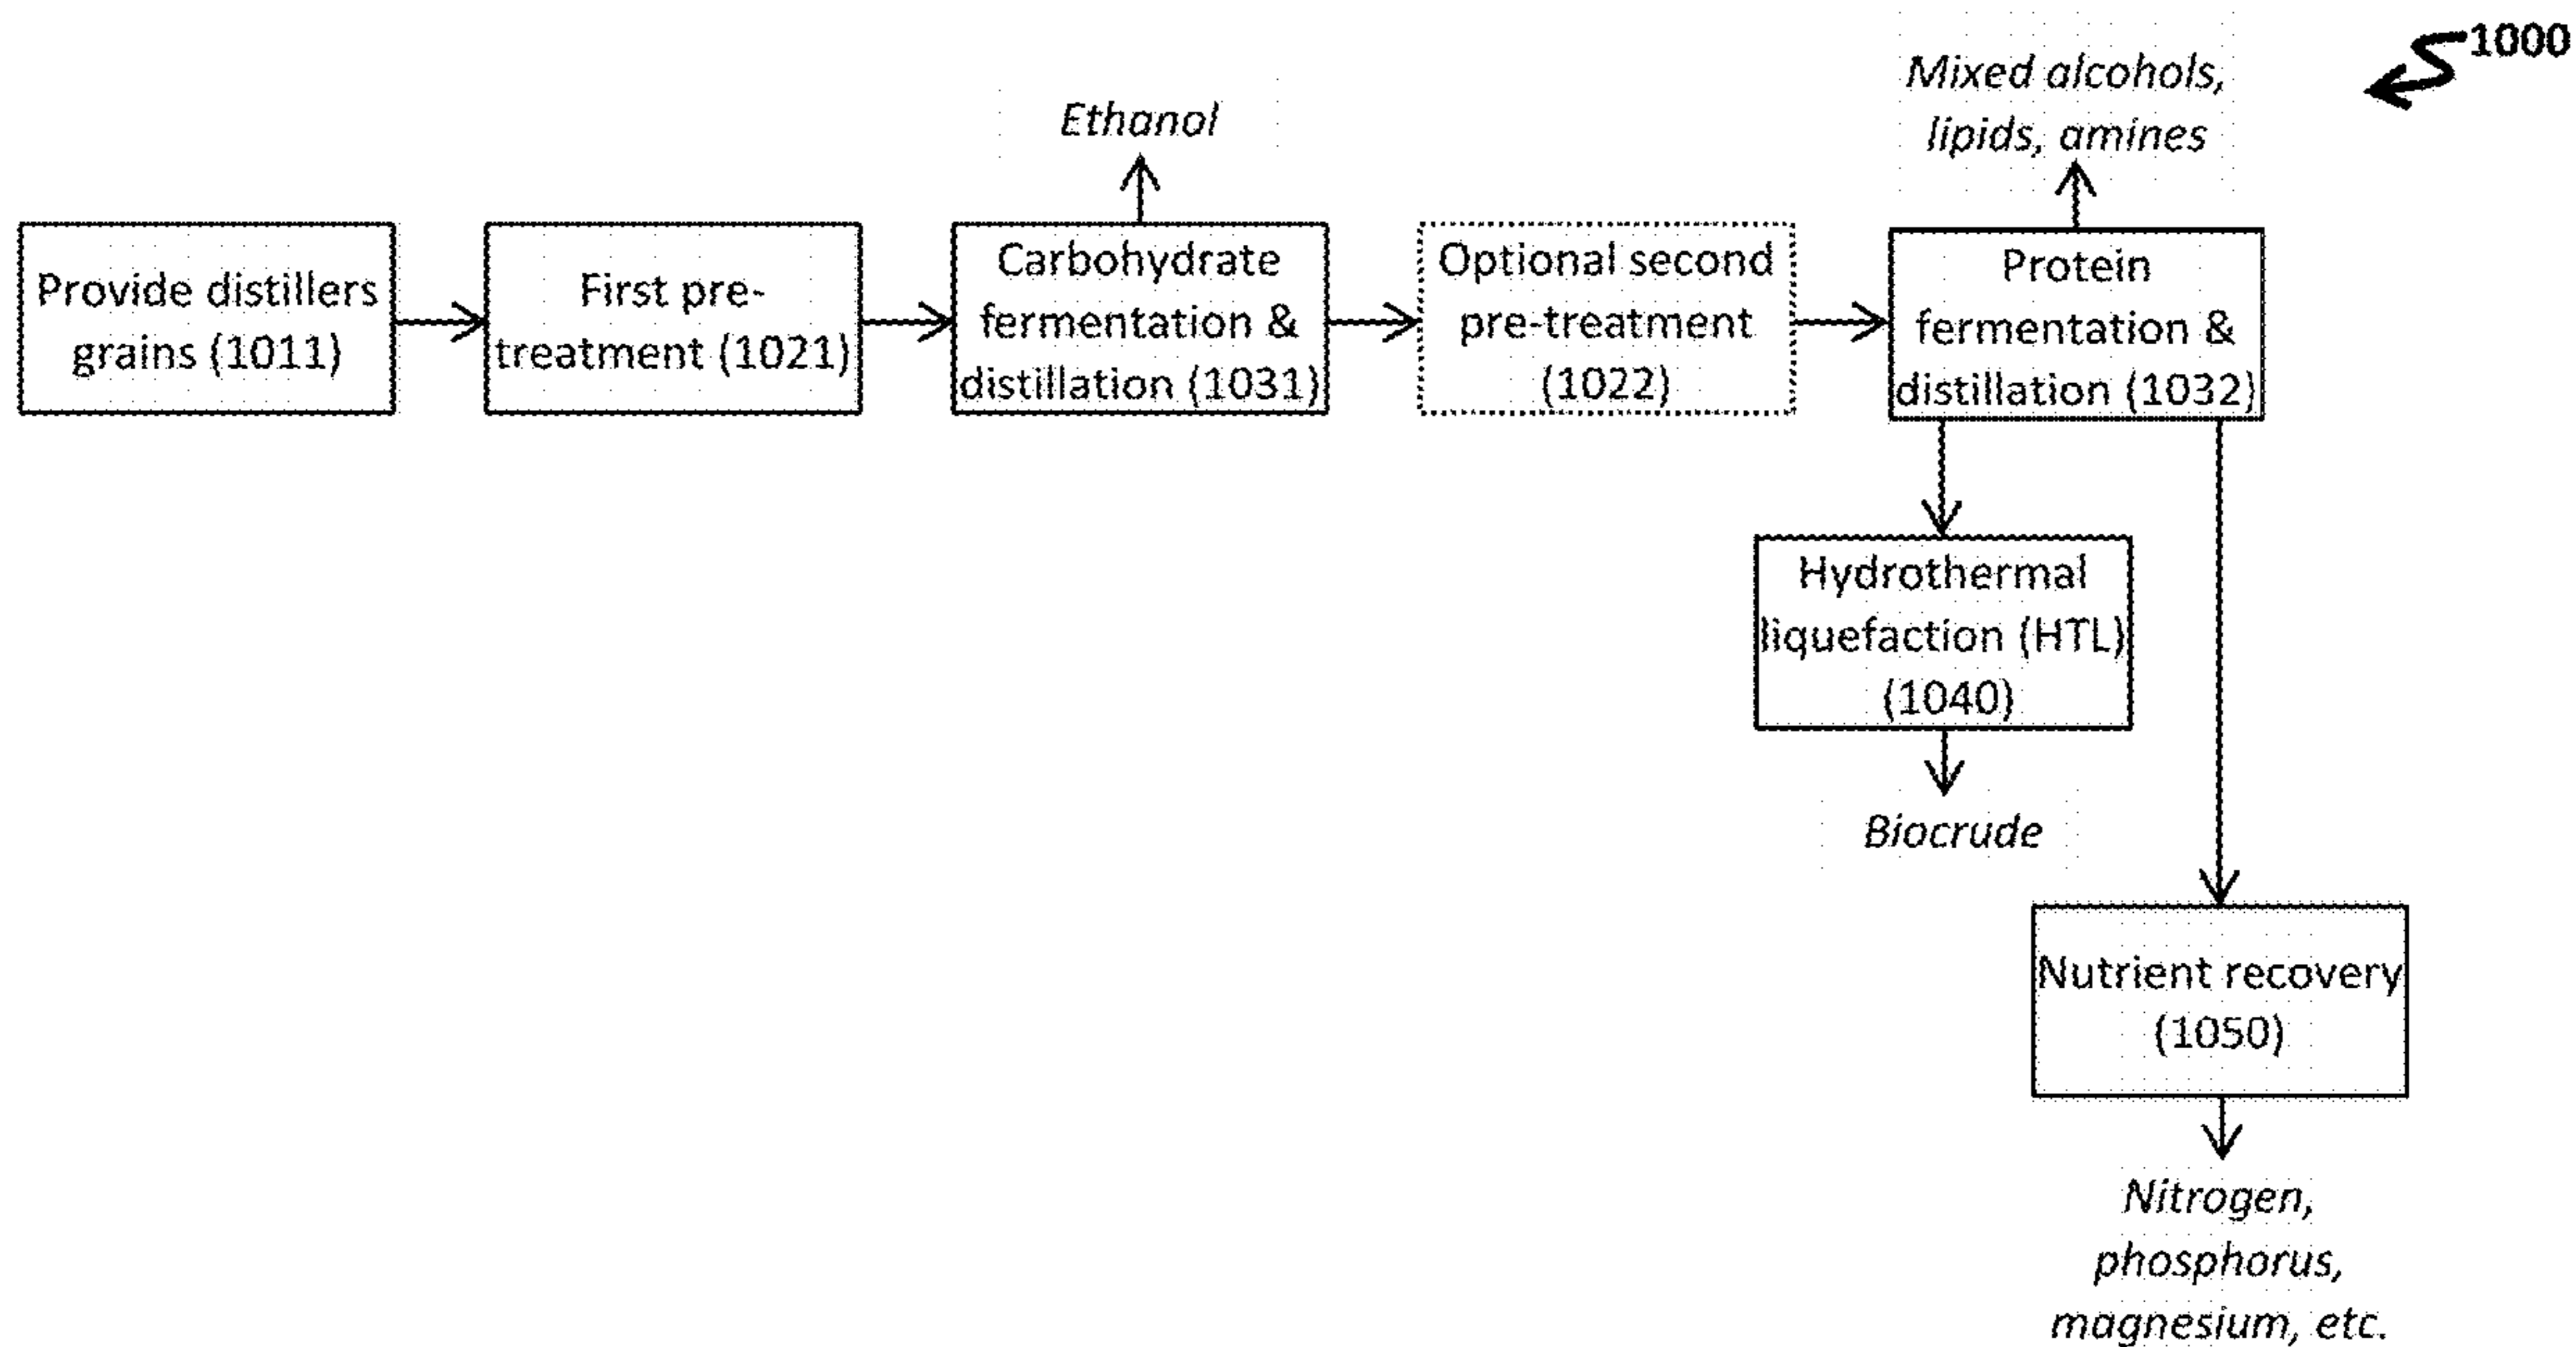 1000
Mixed alcohols,
lipids, amines
Ethanol
Provide distillers
grains (1011)
First pre-
treatment (1021)
Carbohydrate
fermentation &
distillation (1031)
Optional second
pre-treatment
(1022)
Protein
fermentation &
distillation (1032)
Hydrothermal
liquefaction (HTL)
(1040)
Biocrude
Nutrient recovery
(1050)
Nitrogen,
phosphorus,
magnesium, etc.